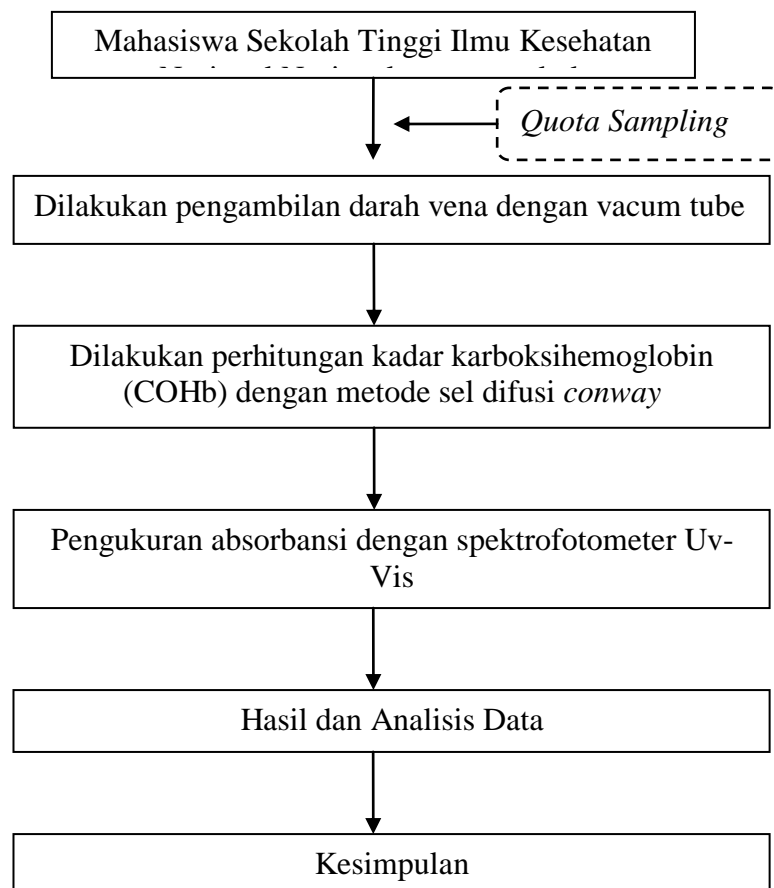 Mahasiswa Sekolah Tinggi Ilmu Kesehatan
Quota Sampling
Dilakukan pengambilan darah vena dengan vacum tube
Dilakukan perhitungan kadar karboksihemoglobin
(COHb) dengan metode sel difusi conway
Pengukuran absorbansi dengan spektrofotometer Uv-
Vis
Hasil dan Analisis Data
Kesimpulan